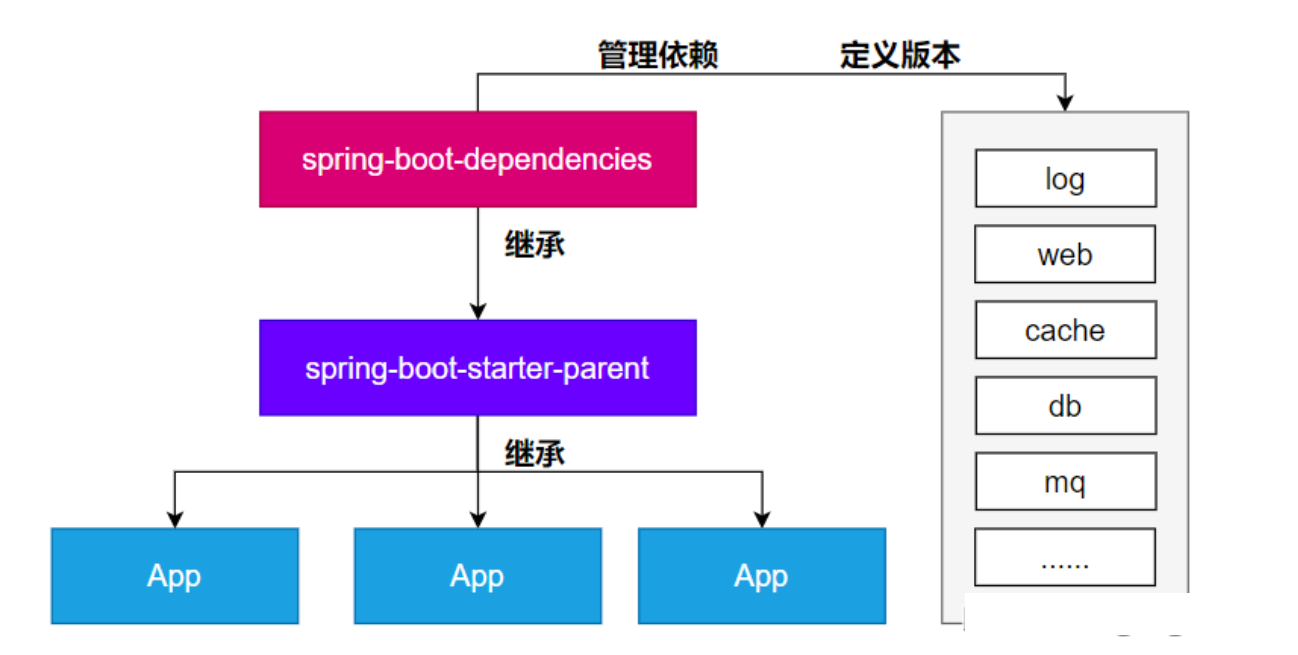 管理依赖 定义版本
spring-boot-dependencies
继承
spring-boot-starter-parent
继承
App
App
App
log
web
cache
db
mq
......